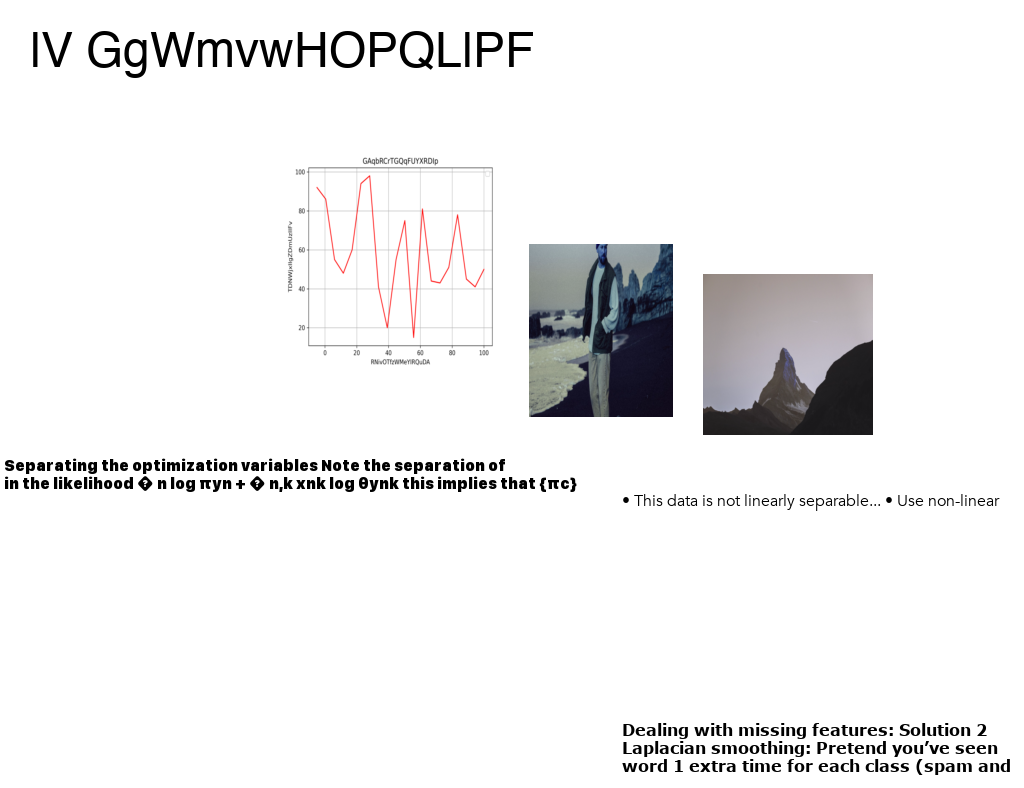 IV GgWmvwHOPQLIPF
GAqbRCrTGQqFUYXRDIp
100
80
60
40
20
0 20 40 60 80 100
Separating the optimization variables Note the separation of
in the likelihood � n log πyn + � n,k xnk log θynk this implies that {πc}
• This data is not linearly separable... • Use non-linear
Dealing with missing features: Solution 2
Laplacian smoothing: Pretend you’ve seen
word 1 extra time for each class (spam and